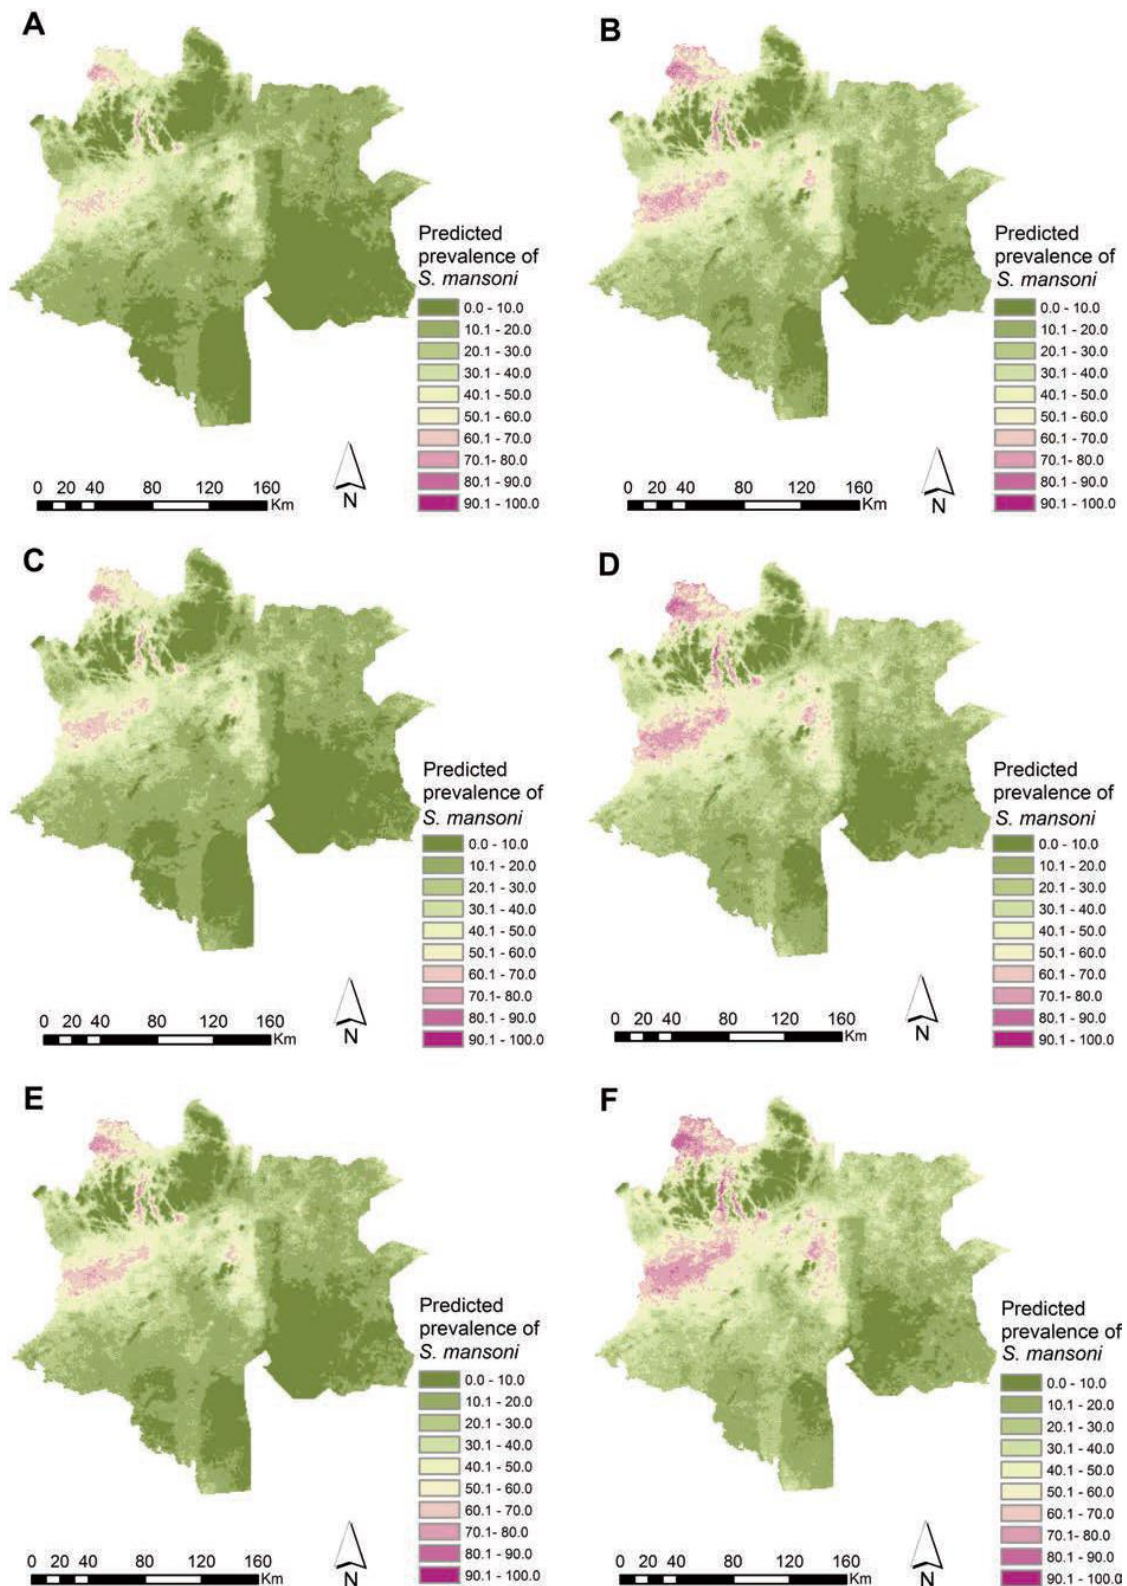 A
Predicted
prevalence of
S. mansoni
0.0 - 10.0
10.1 - 20.0
20.1 - 30.0
30.1 - 40.0
40.1 - 50.0
50.1 - 60.0
60.1 - 70.0
70.1- 80.0
80.1 - 90.0
90.1 - 100.0
0 20 40 80 120 160
Km
N
B
Predicted
prevalence of
S. mansoni
0.0 - 10.0
10.1 - 20.0
20.1 - 30.0
30.1 - 40.0
40.1 - 50.0
50.1 - 60.0
60.1 - 70.0
70.1- 80.0
80.1 - 90.0
90.1 - 100.0
0 20 40 80 120 160
Km
N
C
Predicted
prevalence of
S. mansoni
0.0 - 10.0
10.1 - 20.0
20.1 - 30.0
30.1 - 40.0
40.1 - 50.0
50.1 - 60.0
60.1 - 70.0
70.1- 80.0
80.1 - 90.0
90.1 - 100.0
0 20 40 80 120 160
Km
N
D
Predicted
prevalence of
S. mansoni
0.0 - 10.0
10.1 - 20.0
20.1 - 30.0
30.1 - 40.0
40.1 - 50.0
50.1 - 60.0
60.1 - 70.0
70.1- 80.0
80.1 - 90.0
90.1 - 100.0
0 20 40 80 120 160
Km
N
E
Predicted
prevalence of
S. mansoni
0.0 - 10.0
10.1 - 20.0
20.1 - 30.0
30.1 - 40.0
40.1 - 50.0
50.1 - 60.0
60.1 - 70.0
70.1- 80.0
80.1 - 90.0
90.1 - 100.0
0 20 40 80 120 160
Km
N
F
Predicted
prevalence of
S. mansoni
0.0 - 10.0
10.1 - 20.0
20.1 - 30.0
30.1 - 40.0
40.1 - 50.0
50.1 - 60.0
60.1 - 70.0
70.1- 80.0
80.1 - 90.0
90.1 - 100.0
0 20 40 80 120 160
Km
N